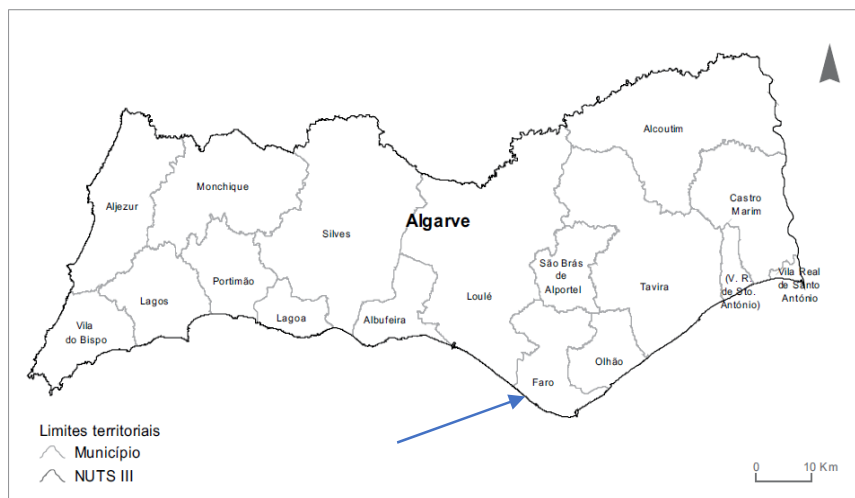 Alcoutim
Monchique
Aljezur
Castro
Marim
Algarve
Silves
São Brás
de
Alportel
Portimão
Tavira
(V. R.
de Sto.
António)
Vila Real
de Santo
António
Lagos
Loulé
Lagoa
Albufeira
Vila
do Bispo
Olhão
Faro
Limites territoriais
Município
NUTS III
0 10 Km